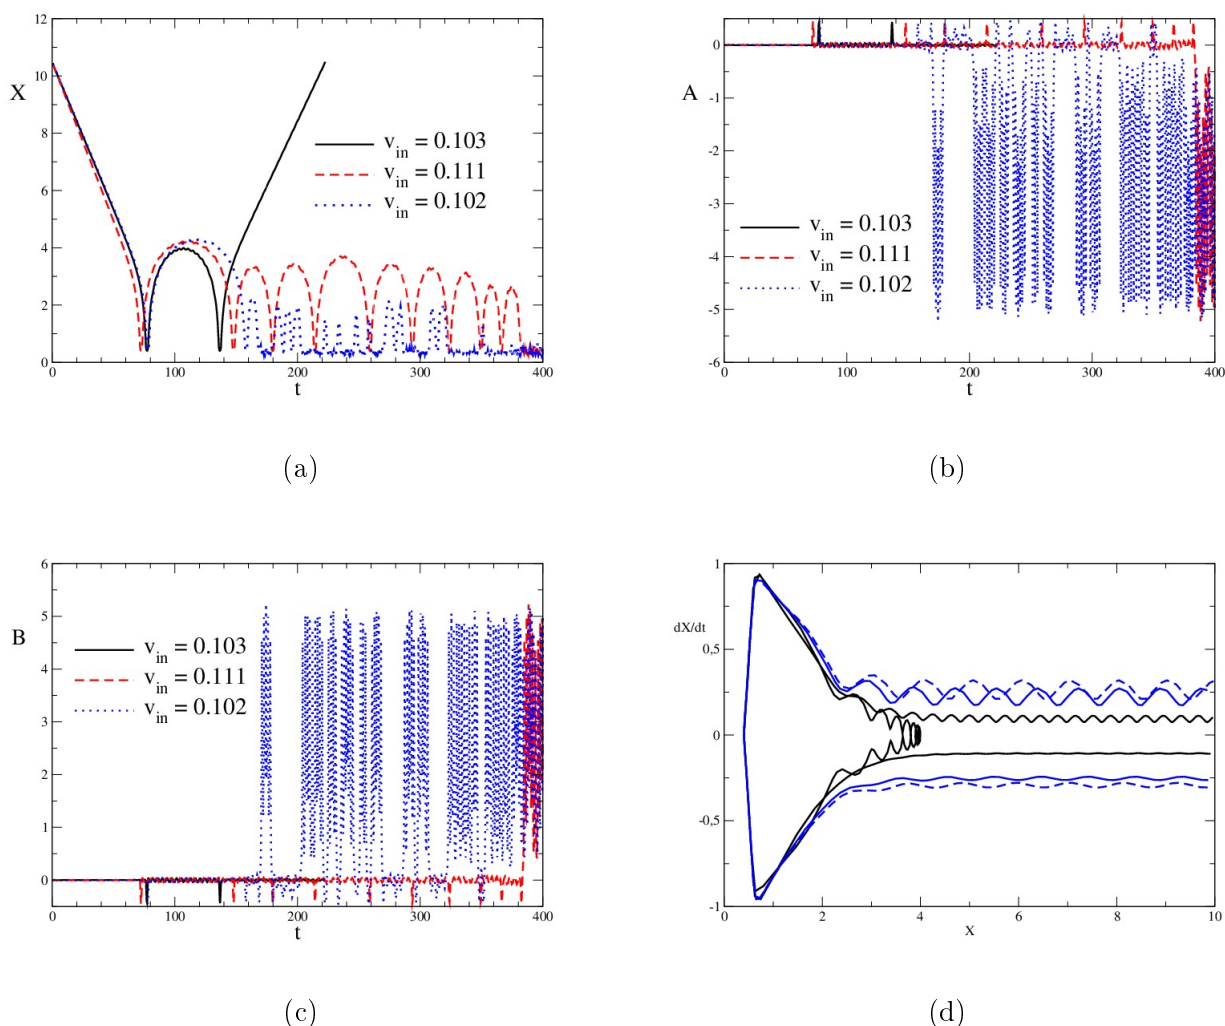 12
10
8
6
4
2
0
X
v_in = 0.103
v_in = 0.111
v_in = 0.102
0 100 200 300 400
t
(a)
0
-1
-2
-3
-4
-5
-6
A
v_in = 0.103
v_in = 0.111
v_in = 0.102
0 100 200 300 400
t
(b)
6
5
4
3
2
1
0
B
v_in = 0.103
v_in = 0.111
v_in = 0.102
0 100 200 300 400
t
(c)
1
0,5
0
-0,5
-1
dX/dt
0 2 4 6 8 10
X
(d)